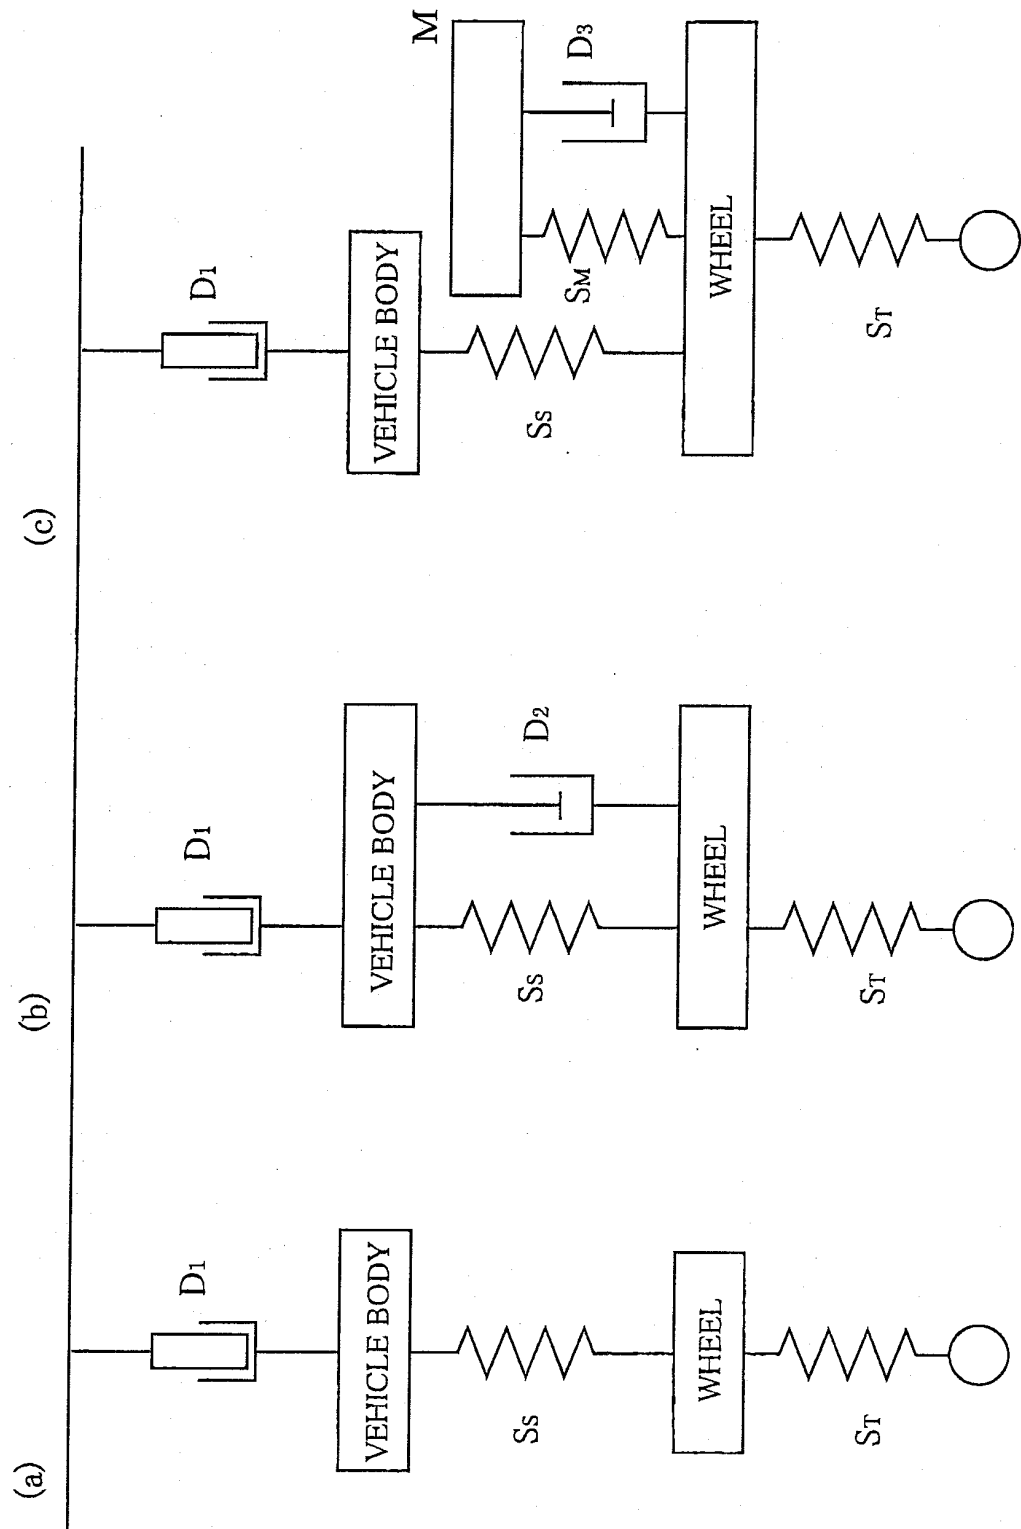 (a)
D1
VEHICLE BODY
SS
WHEEL
ST
(b)
D1
VEHICLE BODY
D2
SS
WHEEL
ST
(c)
D1
VEHICLE BODY
M
D3
SM
SS
WHEEL
ST